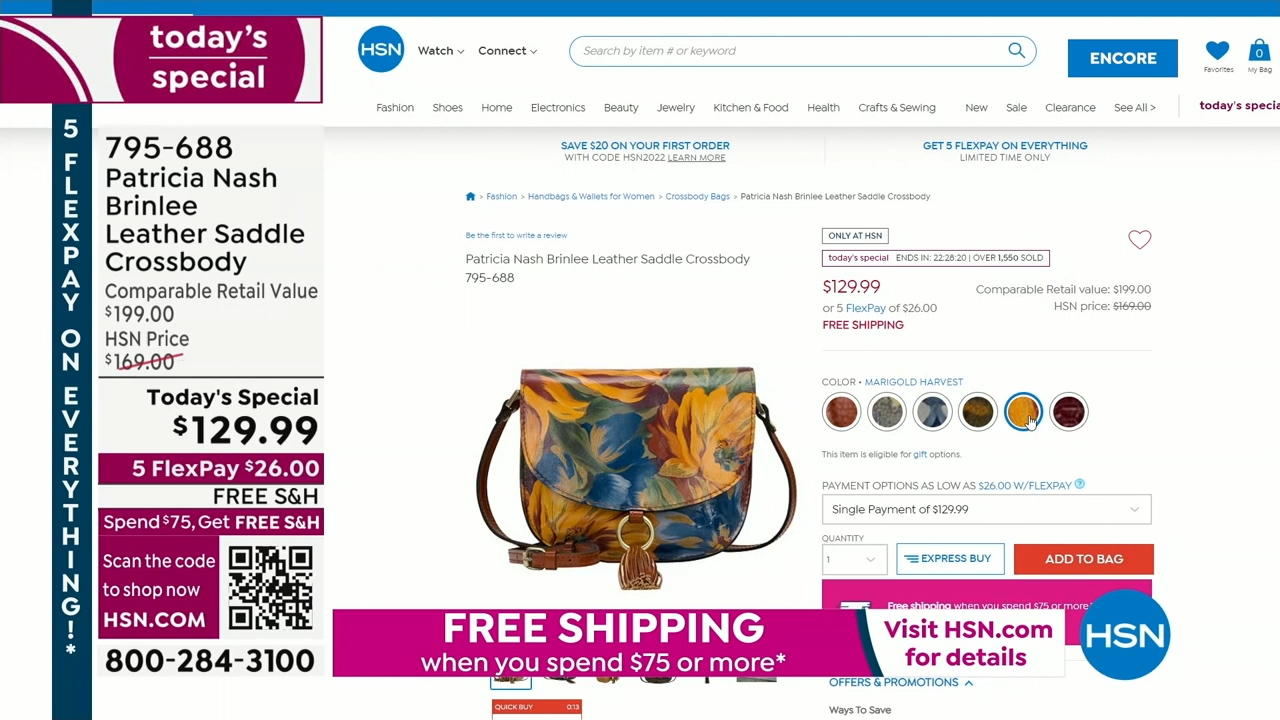 today's
special
5 FLEXPAY ON EVERYTHING!*
795-688
Patricia Nash
Brinlee
Leather Saddle
Crossbody
Comparable Retail Value
$199.00
HSN Price
$169.00
Today's Special
$129.99
5 FlexPay $26.00
FREE S&H
Spend $75, Get FREE S&H
Scan the code
to shop now
HSN.COM
800-284-3100
HSN
Watch
Connect
Search by item # or keyword
ENCORE
Favorites
0
My Bag
Fashion Shoes Home Electronics Beauty Jewelry Kitchen & Food Health Crafts & Sewing New Sale Clearance See All > today's specia
SAVE $20 ON YOUR FIRST ORDER
WITH CODE HSN2022 LEARN MORE
GET 5 FLEXPAY ON EVERYTHING
LIMITED TIME ONLY
> Fashion > Handbags & Wallets for Women > Crossbody Bags > Patricia Nash Brinlee Leather Saddle Crossbody
Be the first to write a review
Patricia Nash Brinlee Leather Saddle Crossbody
795-688
ONLY AT HSN
today's special ENDS IN: 22:28:20 | OVER 1,550 SOLD
$129.99
or 5 FlexPay of $26.00
FREE SHIPPING
Comparable Retail value: $199.00
HSN price: $169.00
COLOR • MARIGOLD HARVEST
This item is eligible for gift options.
PAYMENT OPTIONS AS LOW AS $26.00 W/FLEXPAY ?
Single Payment of $129.99
QUANTITY
1
EXPRESS BUY
ADD TO BAG
Free shipping when you spend $75 or more*
FREE SHIPPING
when you spend $75 or more*
Visit HSN.com
for details
HSN
OFFERS & PROMOTIONS
Ways To Save
QUICK BUY 0:13